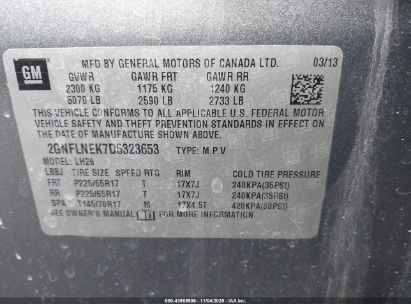 GM
MFD BY GENERAL MOTORS OF CANADA LTD. 03/13
GVWR GAWR FRT GAWR RR
2300 KG 1175 KG 1240 KG
5070 LB 2590 LB 2733 LB
THIS VEHICLE CONFORMS TO ALL APPLICABLE U.S. FEDERAL MOTOR
VEHICLE SAFETY AND THEFT PREVENTION STANDARDS IN EFFECT
ON THE DATE OF MANUFACTURE SHOWN ABOVE.
2GNFLNEK7D6323653 TYPE: M.P.V.
MODEL: LH26
LBBJ TIRE SIZE SPEED RTG RIM COLD TIRE PRESSURE
FRT P225/65R17 T 17X7J 240KPA(35PSI)
RR P225/65R17 T 17X7J 240KPA(35PSI)
SPA T145/70R17 M 17X4.5T 420KPA(60PSI)
SEE OWNER'S MANUAL FOR MORE INFORMATION.